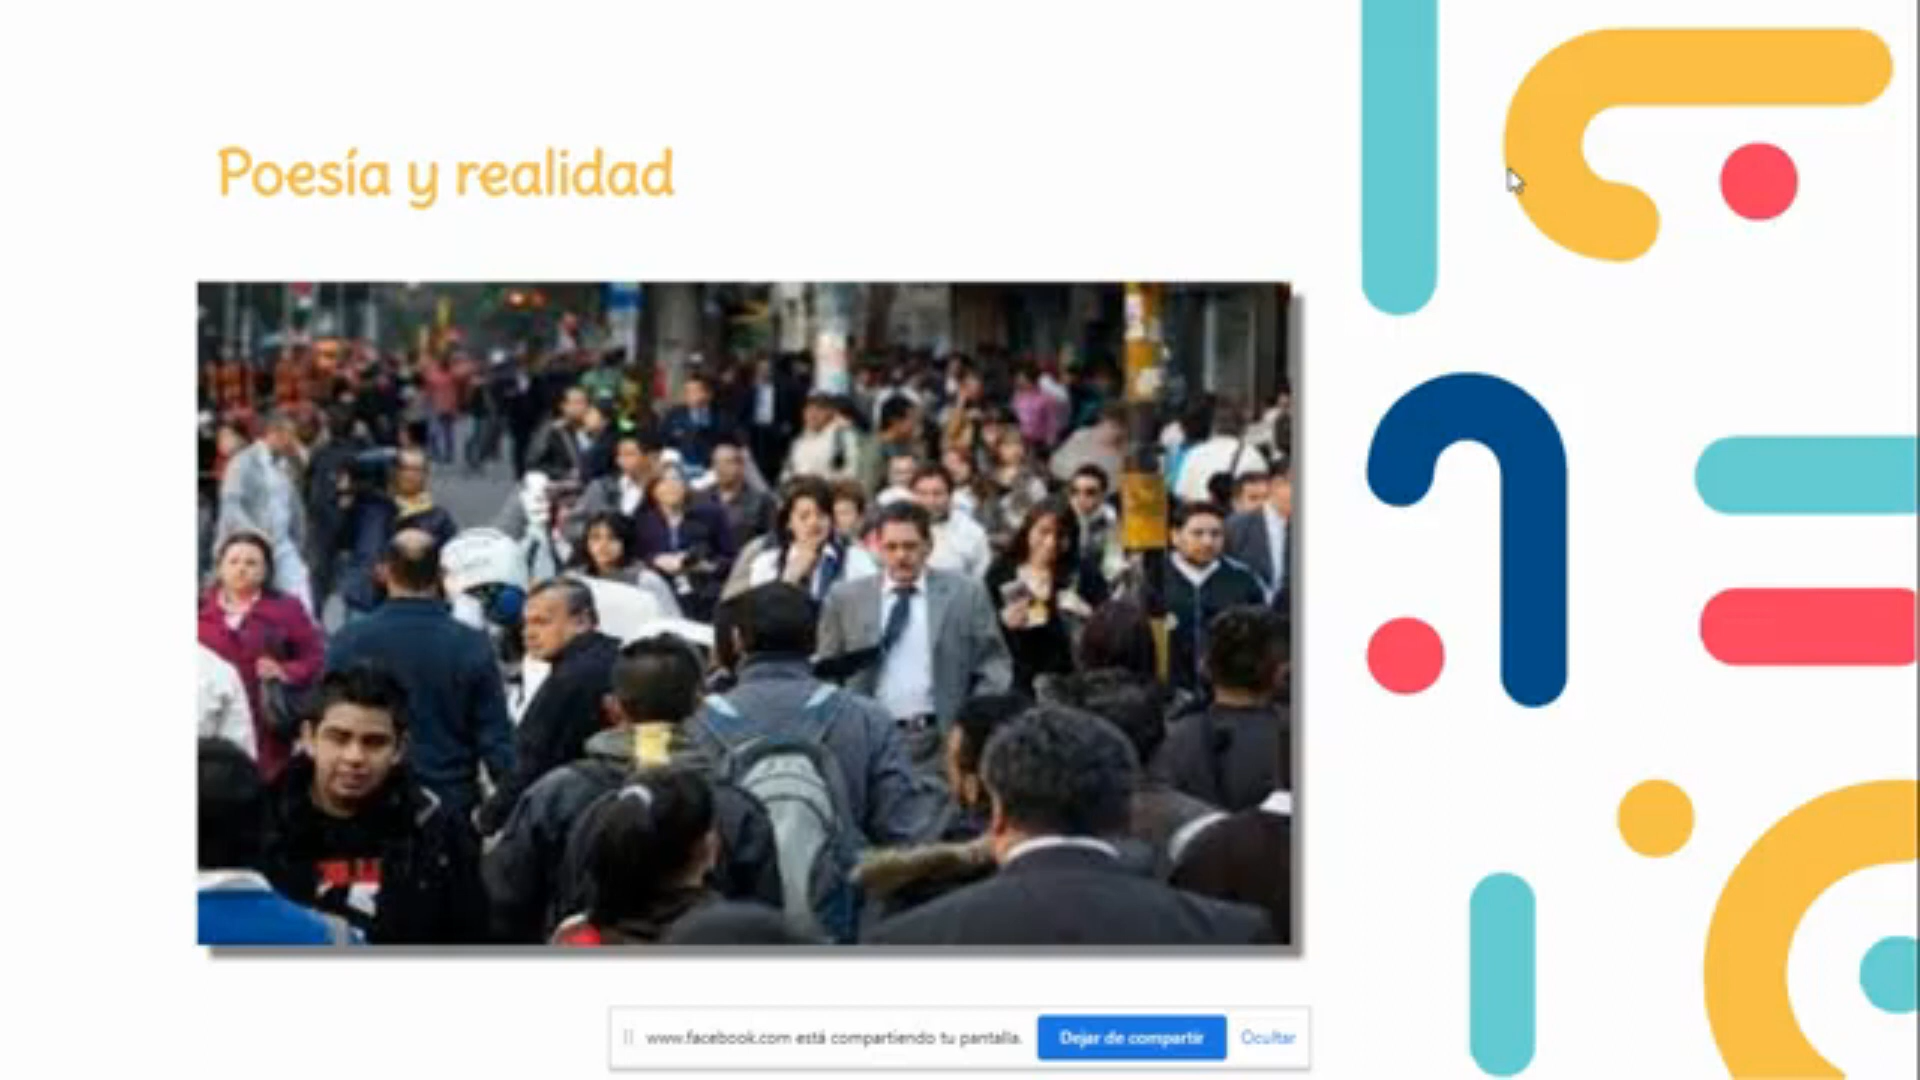 Poesía y realidad
www.facebook.com está compartiendo tu pantalla.
Dejar de compartir
Ocultar